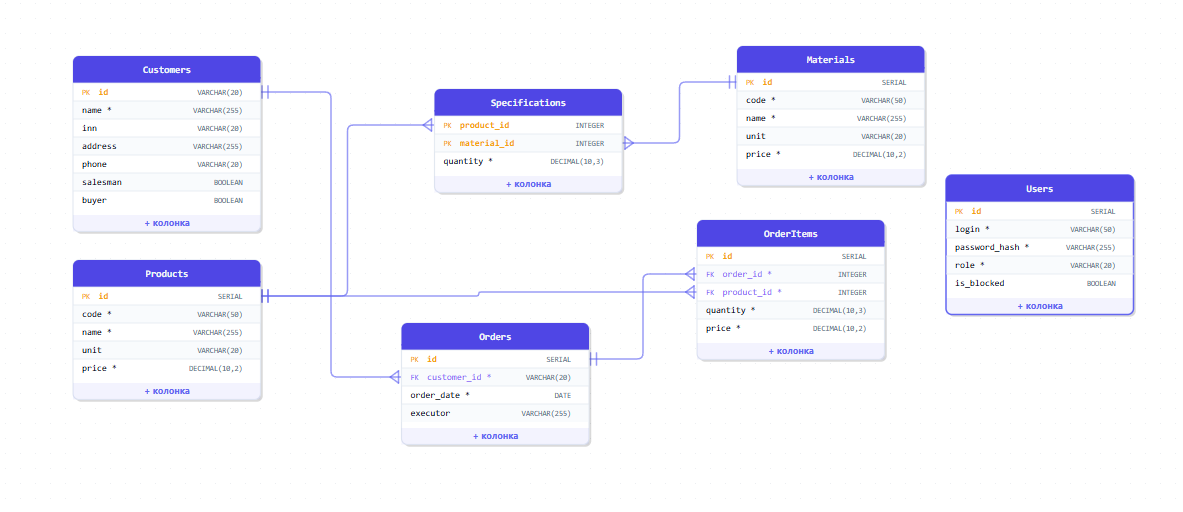 Customers
PK id VARCHAR(20)
name * VARCHAR(255)
inn VARCHAR(20)
address VARCHAR(255)
phone VARCHAR(20)
salesman BOOLEAN
buyer BOOLEAN
+ колонка
Products
PK id SERIAL
code * VARCHAR(50)
name * VARCHAR(255)
unit VARCHAR(20)
price * DECIMAL(10,2)
+ колонка
Specifications
PK product_id INTEGER
PK material_id INTEGER
quantity * DECIMAL(10,3)
+ колонка
Orders
PK id SERIAL
FK customer_id * VARCHAR(20)
order_date * DATE
executor VARCHAR(255)
+ колонка
Materials
PK id SERIAL
code * VARCHAR(50)
name * VARCHAR(255)
unit VARCHAR(20)
price * DECIMAL(10,2)
+ колонка
OrderItems
PK id SERIAL
FK order_id * INTEGER
FK product_id * INTEGER
quantity * DECIMAL(10,3)
price * DECIMAL(10,2)
+ колонка
Users
PK id SERIAL
login * VARCHAR(50)
password_hash * VARCHAR(255)
role * VARCHAR(20)
is_blocked BOOLEAN
+ колонка